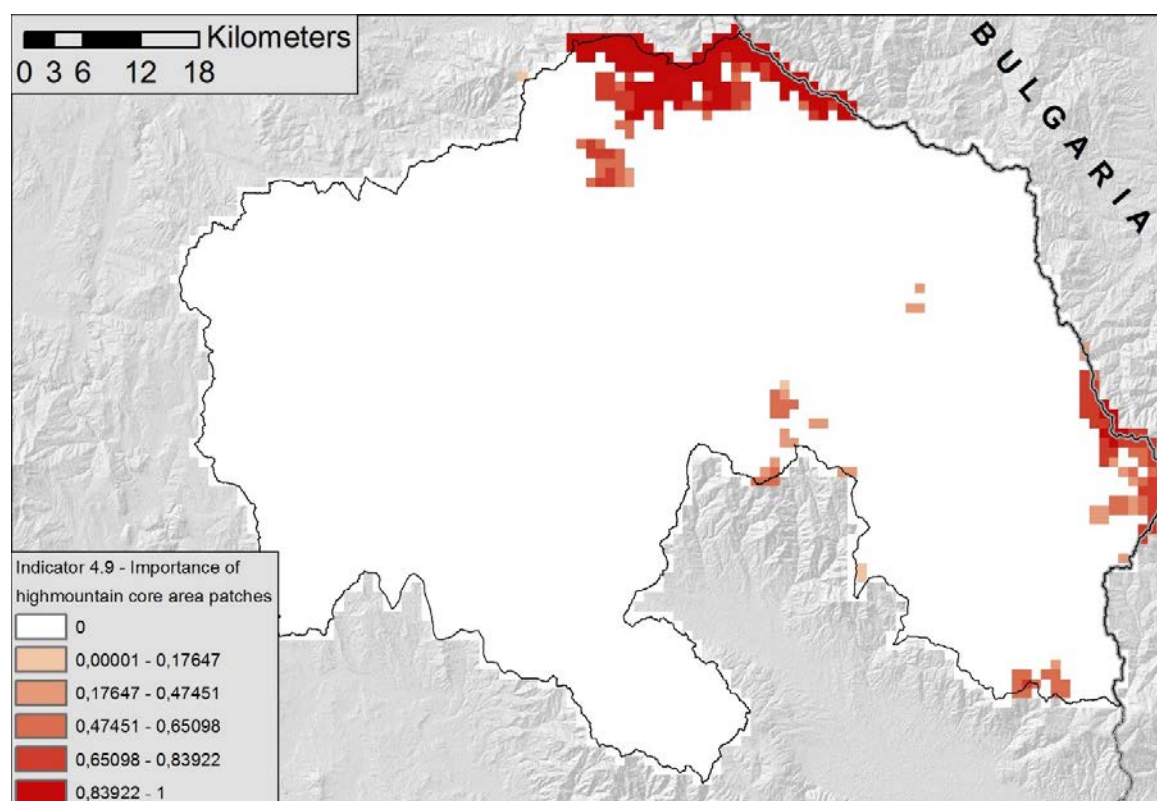 Kilometers
0 3 6 12 18
BULGARIA
Indicator 4.9 - Importance of
highmountain core area patches
0
0,00001 - 0,17647
0,17647 - 0,47451
0,47451 - 0,65098
0,65098 - 0,83922
0,83922 - 1